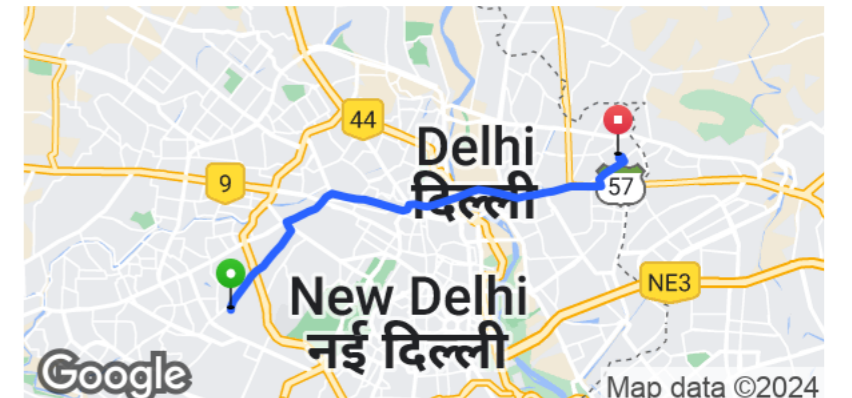 44
Delhi
दिल्ली
9
57
New Delhi
नई दिल्ली
NE3
Google
Map data ©2024